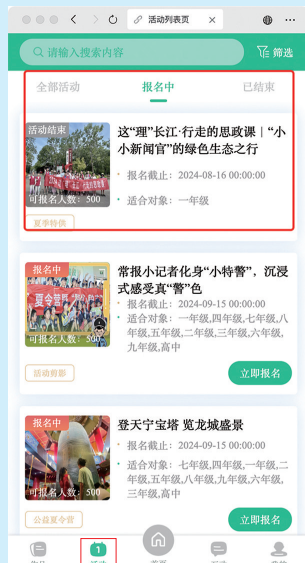 活动列表页
请输入搜索内容
筛选
全部活动
报名中
已结束
活动结束
可报名人数：500
这“理”长江·行走的思政课｜“小
小新闻官”的绿色生态之行
报名截止：2024-08-16 00:00:00
适合对象：一年级
夏季特供
报名中
夏令营
可报名人数：500
常报小记者化身“小特警”，沉浸
式感受真“警”色
报名截止：2024-09-15 00:00:00
适合对象：一年级,四年级,七年级,八
年级,五年级,二年级,三年级,六年级,
九年级,高中
活动剪影
立即报名
报名中
可报名人数：500
登天宁宝塔 览龙城盛景
报名截止：2024-09-15 00:00:00
适合对象：七年级,四年级,一年级,二
年级,五年级,八年级,九年级,六年级,
三年级,高中
公益夏令营
立即报名
1